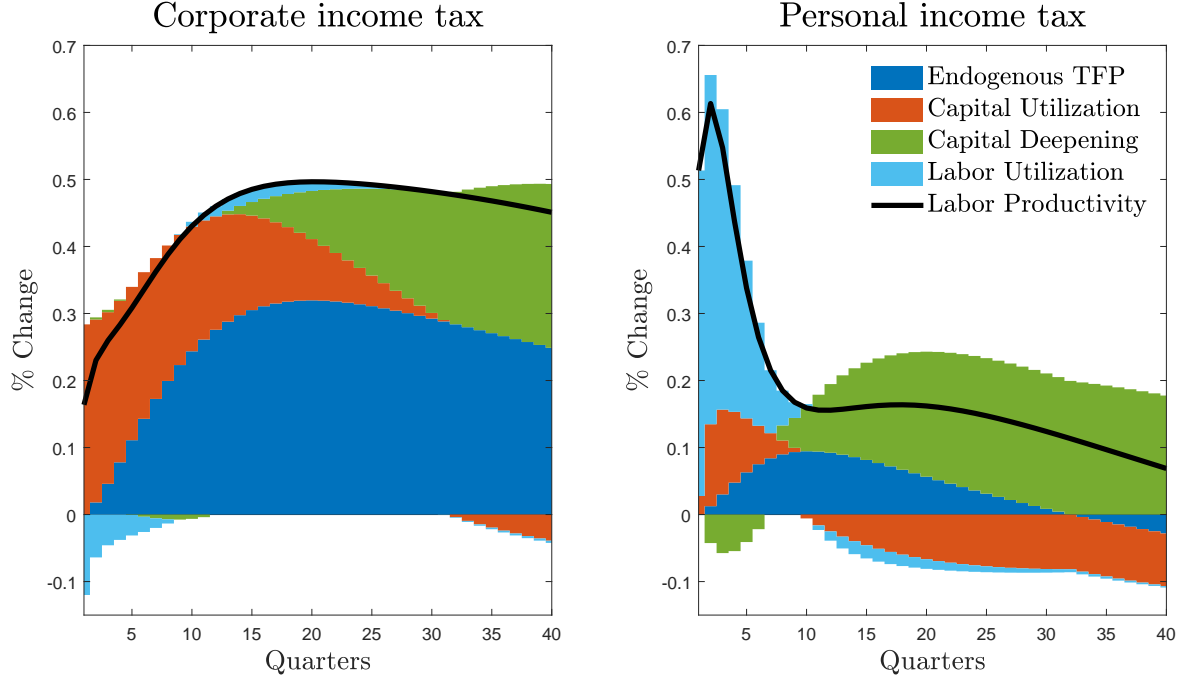 Corporate income tax
% Change
0.7
0.6
0.5
0.4
0.3
0.2
0.1
0
-0.1
5 10 15 20 25 30 35 40
Quarters
Personal income tax
% Change
0.7
0.6
0.5
0.4
0.3
0.2
0.1
0
-0.1
Endogenous TFP
Capital Utilization
Capital Deepening
Labor Utilization
Labor Productivity
5 10 15 20 25 30 35 40
Quarters